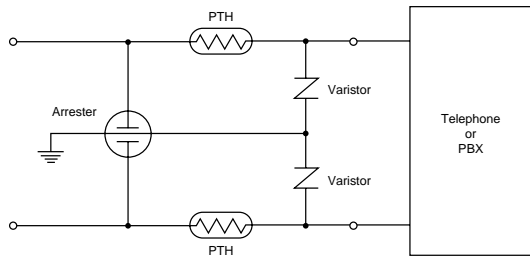 PTH
Arrester
Varistor
Telephone
or
PBX
Varistor
PTH